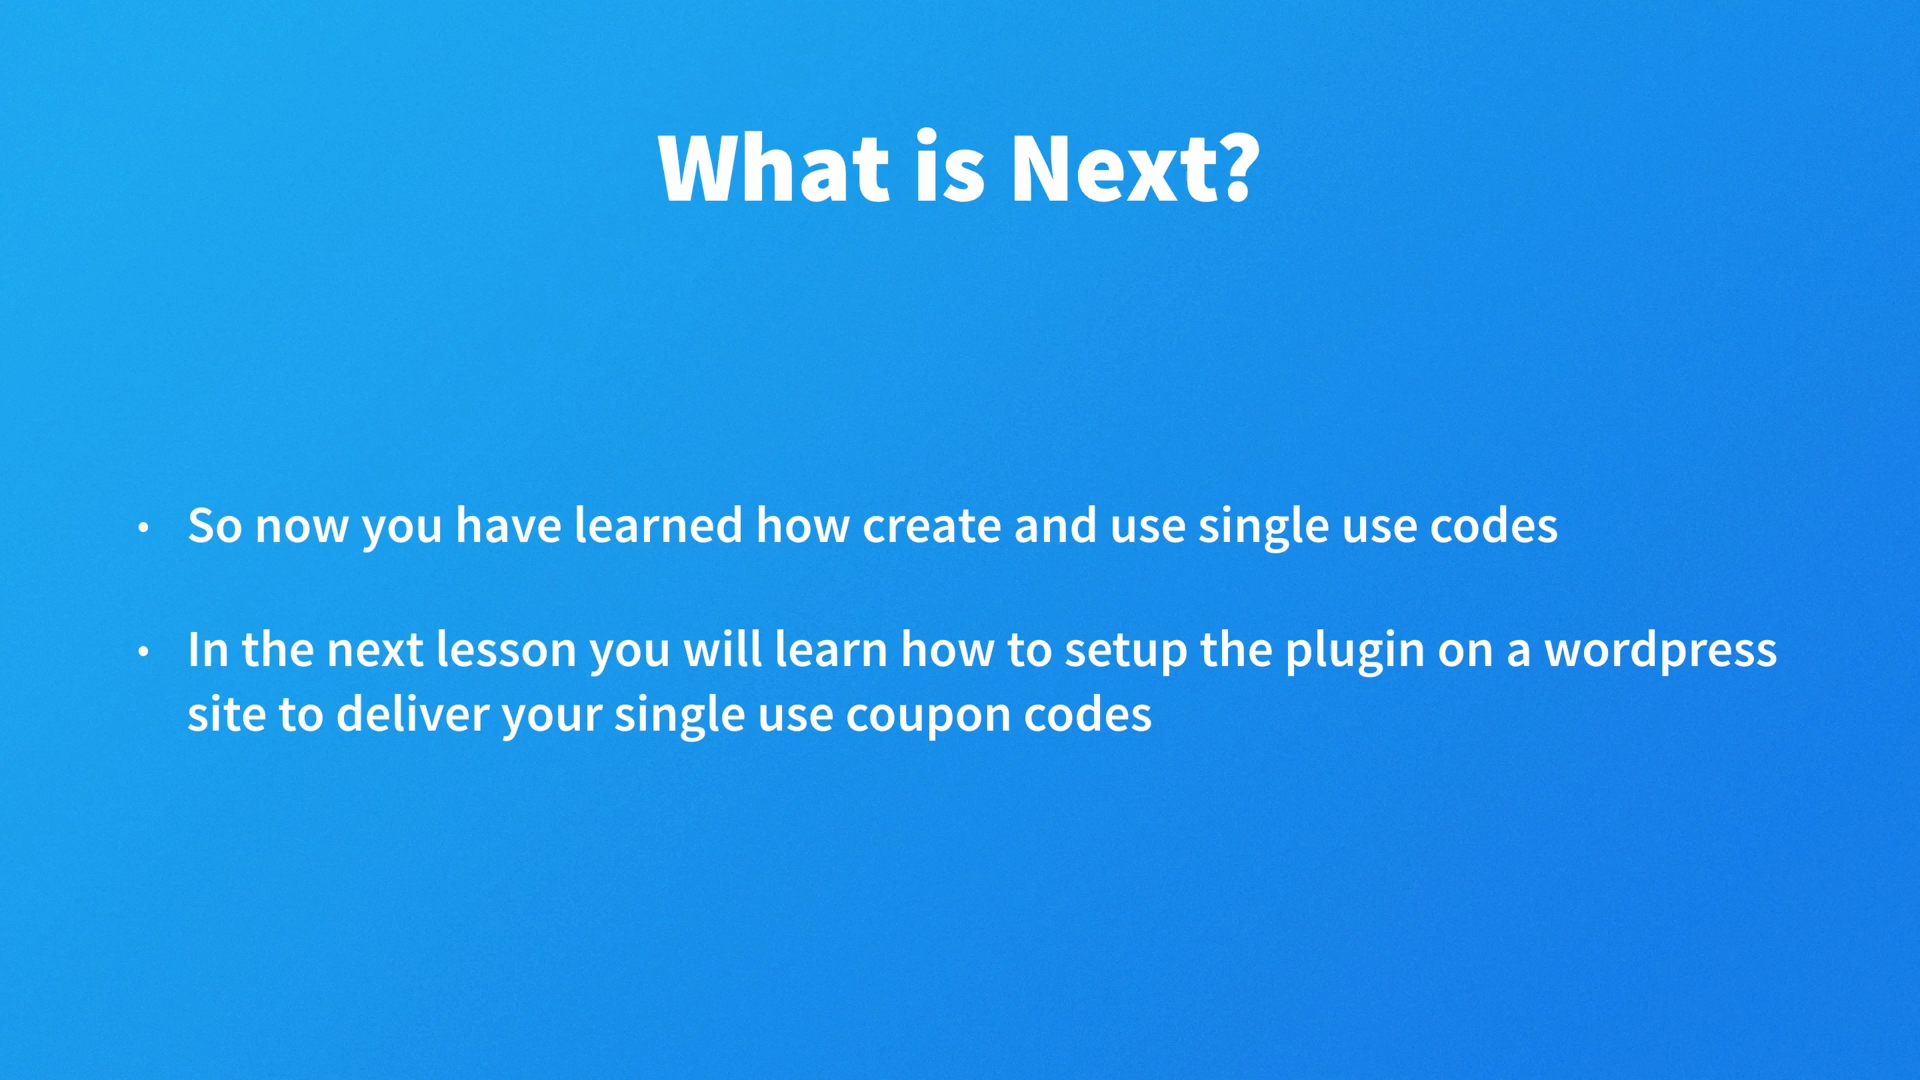 What is Next?
• So now you have learned how create and use single use codes
• In the next lesson you will learn how to setup the plugin on a wordpress
site to deliver your single use coupon codes